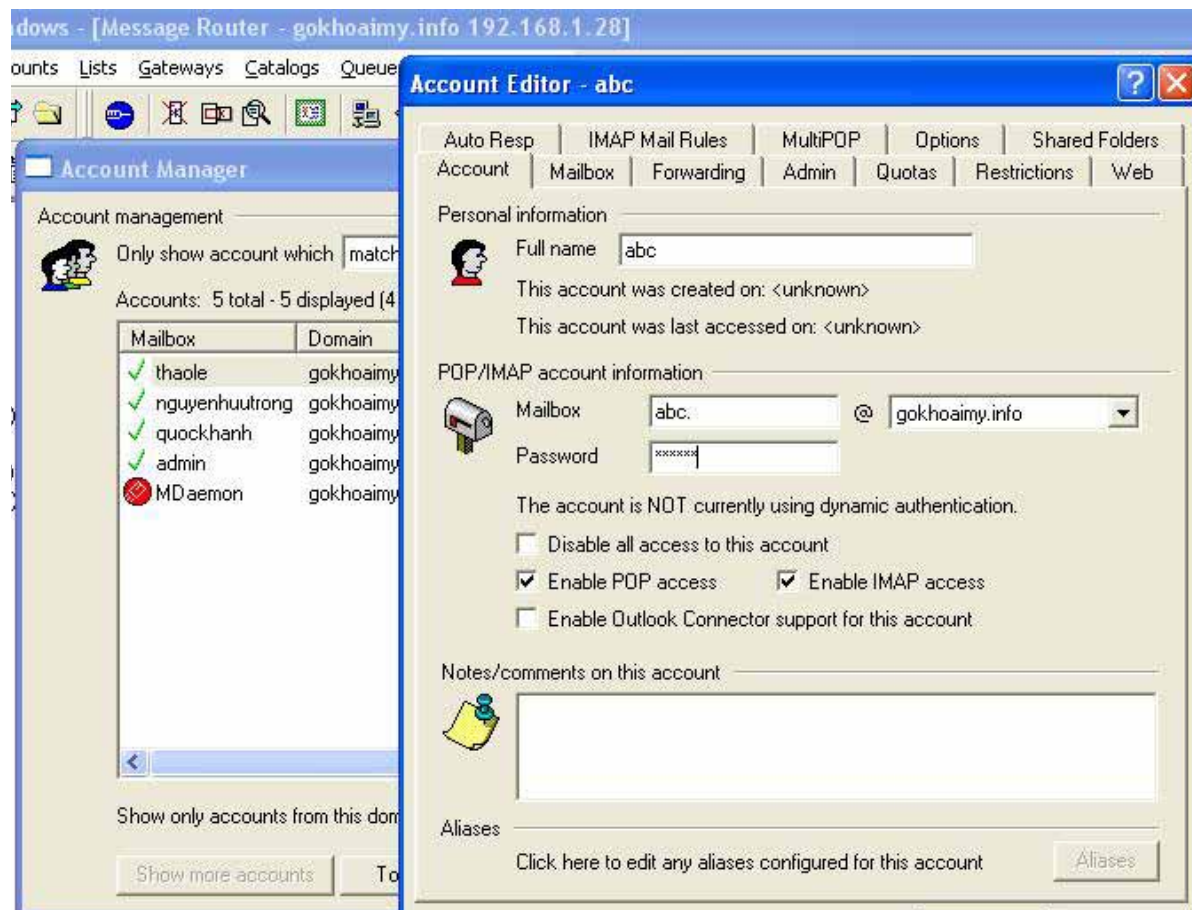 dows - [Message Router - gokhoaimy.info 192.168.1.28]
ounts Lists Gateways Catalogs Queue
Account Manager
Account management
Only show account which match
Accounts: 5 total - 5 displayed (4
Mailbox Domain
thaole gokhoaimy
nguyenhuutrong gokhoaimy
quockhanh gokhoaimy
admin gokhoaimy
MDaemon gokhoaimy
Show only accounts from this dom
Show more accounts To
Account Editor - abc
Auto Resp IMAP Mail Rules MultiPOP Options Shared Folders
Account Mailbox Forwarding Admin Quotas Restrictions Web
Personal information
Full name abc
This account was created on: <unknown>
This account was last accessed on: <unknown>
POP/IMAP account information
Mailbox abc. @ gokhoaimy.info
Password ××××××
The account is NOT currently using dynamic authentication.
Disable all access to this account
Enable POP access Enable IMAP access
Enable Outlook Connector support for this account
Notes/comments on this account
Aliases
Click here to edit any aliases configured for this account Aliases